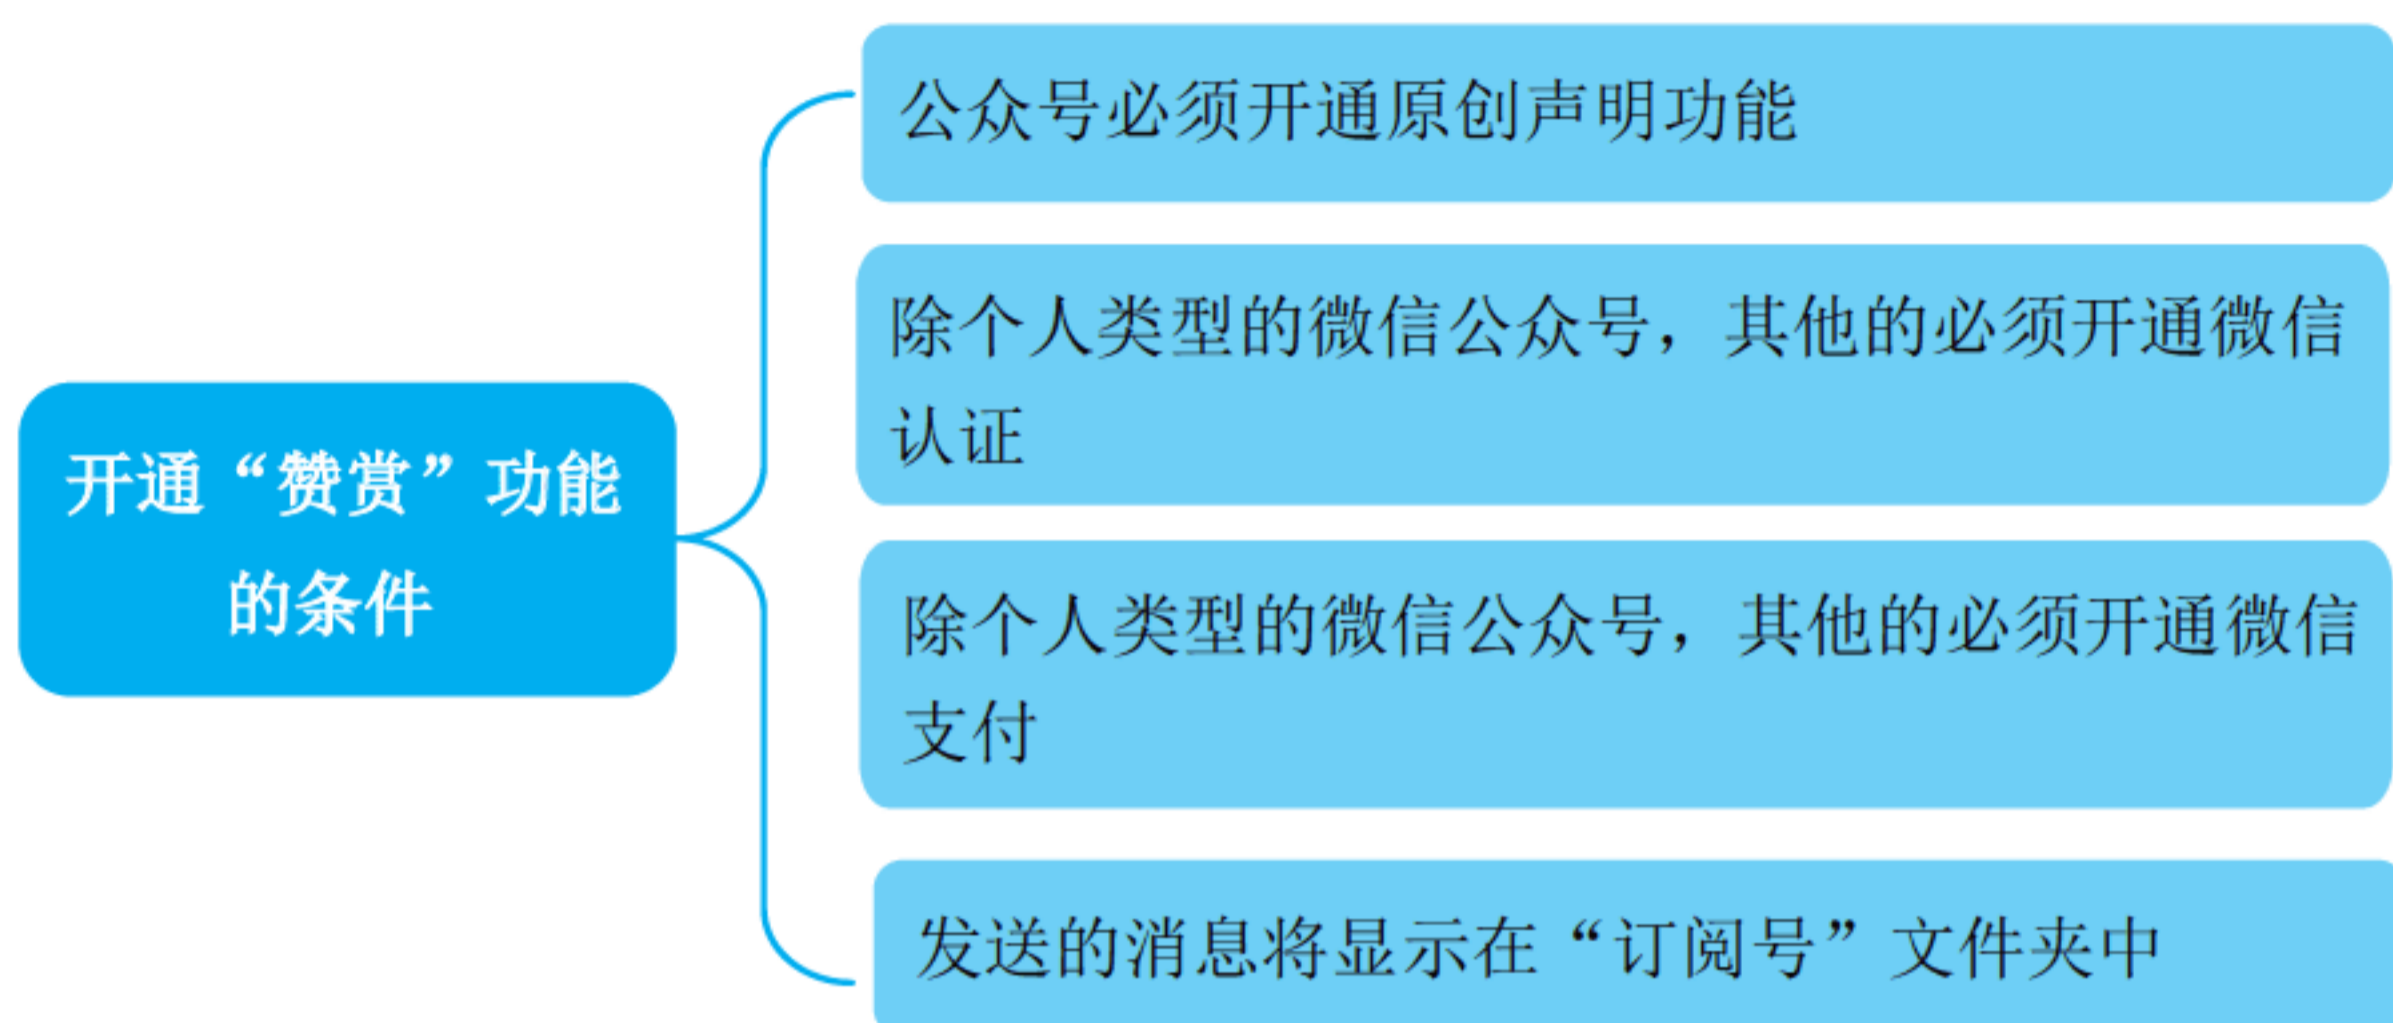 开通“赞赏”功能
的条件
公众号必须开通原创声明功能
除个人类型的微信公众号，其他的必须开通微信
认证
除个人类型的微信公众号，其他的必须开通微信
支付
发送的消息将显示在“订阅号”文件夹中